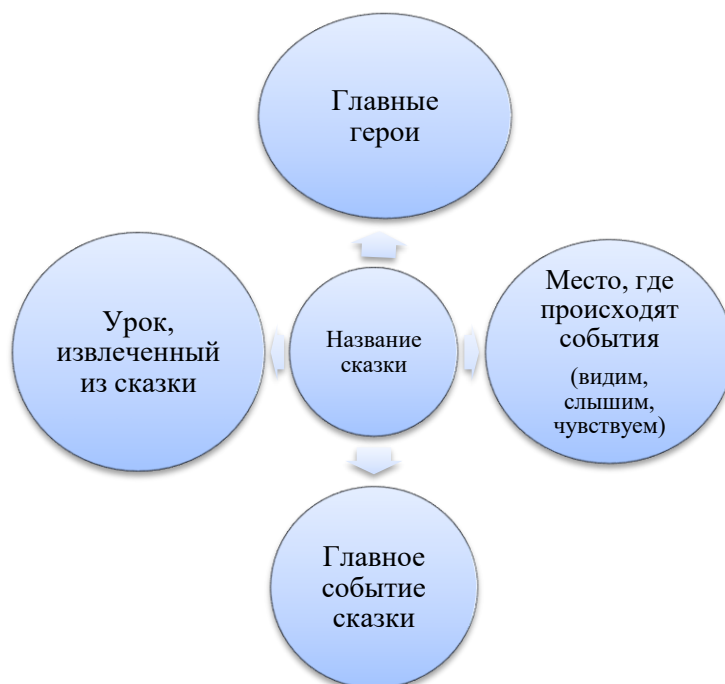 Главные
герои
Урок,
извлеченный
из сказки
Название
сказки
Место, где
происходят
события
(видим,
слышим,
чувствуем)
Главное
событие
сказки